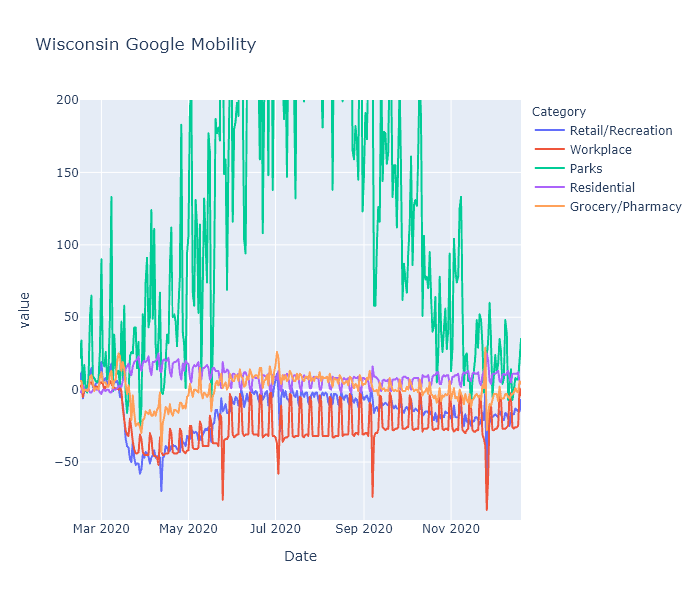 Wisconsin Google Mobility
200
150
100
50
0
−50
value
Mar 2020 May 2020 Jul 2020 Sep 2020 Nov 2020
Date
Category
Retail/Recreation
Workplace
Parks
Residential
Grocery/Pharmacy